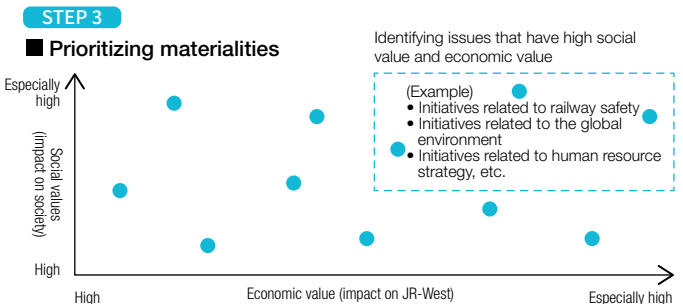 STEP 3
■ Prioritizing materialities
Identifying issues that have high social
value and economic value
(Example)
• Initiatives related to railway safety
• Initiatives related to the global
environment
• Initiatives related to human resource
strategy, etc.
Especially
high
Social values
(impact on society)
High
High
Economic value (impact on JR-West)
Especially high